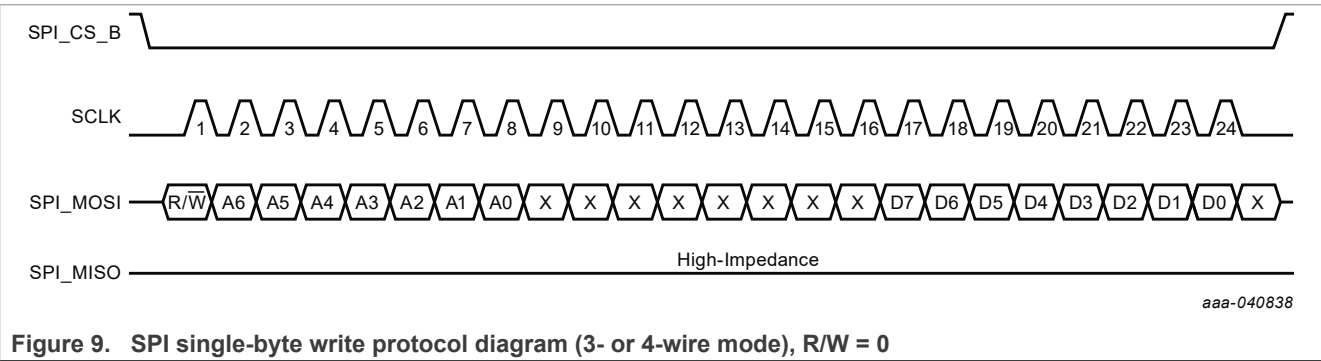 SPI_CS_B
SCLK 1 2 3 4 5 6 7 8 9 10 11 12 13 14 15 16 17 18 19 20 21 22 23 24
SPI_MOSI R/W̅ A6 A5 A4 A3 A2 A1 A0 X X X X X X X X D7 D6 D5 D4 D3 D2 D1 D0 X
High-Impedance
SPI_MISO
aaa-040838
Figure 9. SPI single-byte write protocol diagram (3- or 4-wire mode), R/W = 0